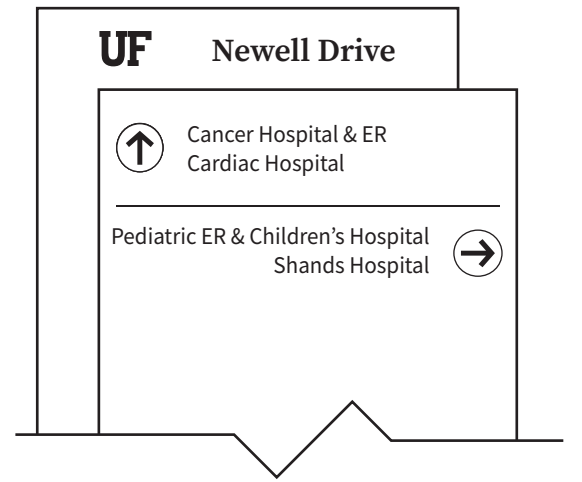 UF Newell Drive
Cancer Hospital & ER
Cardiac Hospital
Pediatric ER & Children’s Hospital
Shands Hospital